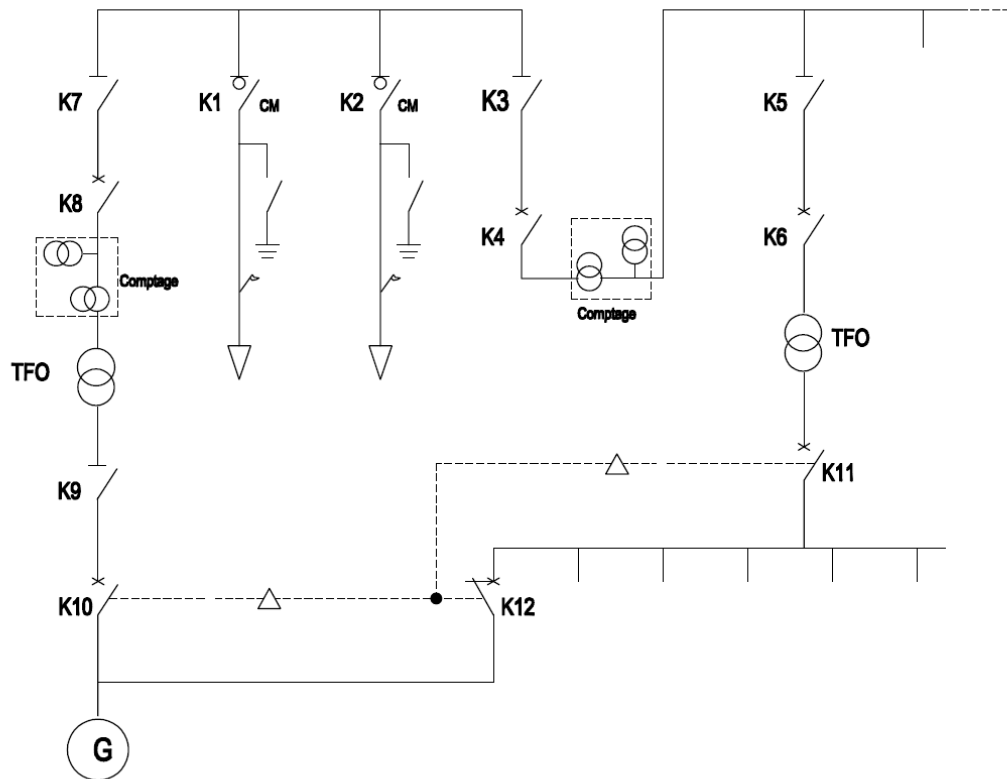 K7
K1
CM
K2
CM
K3
K5
K8
K4
K6
Comptage
Comptage
TFO
TFO
K9
K11
K10
K12
G